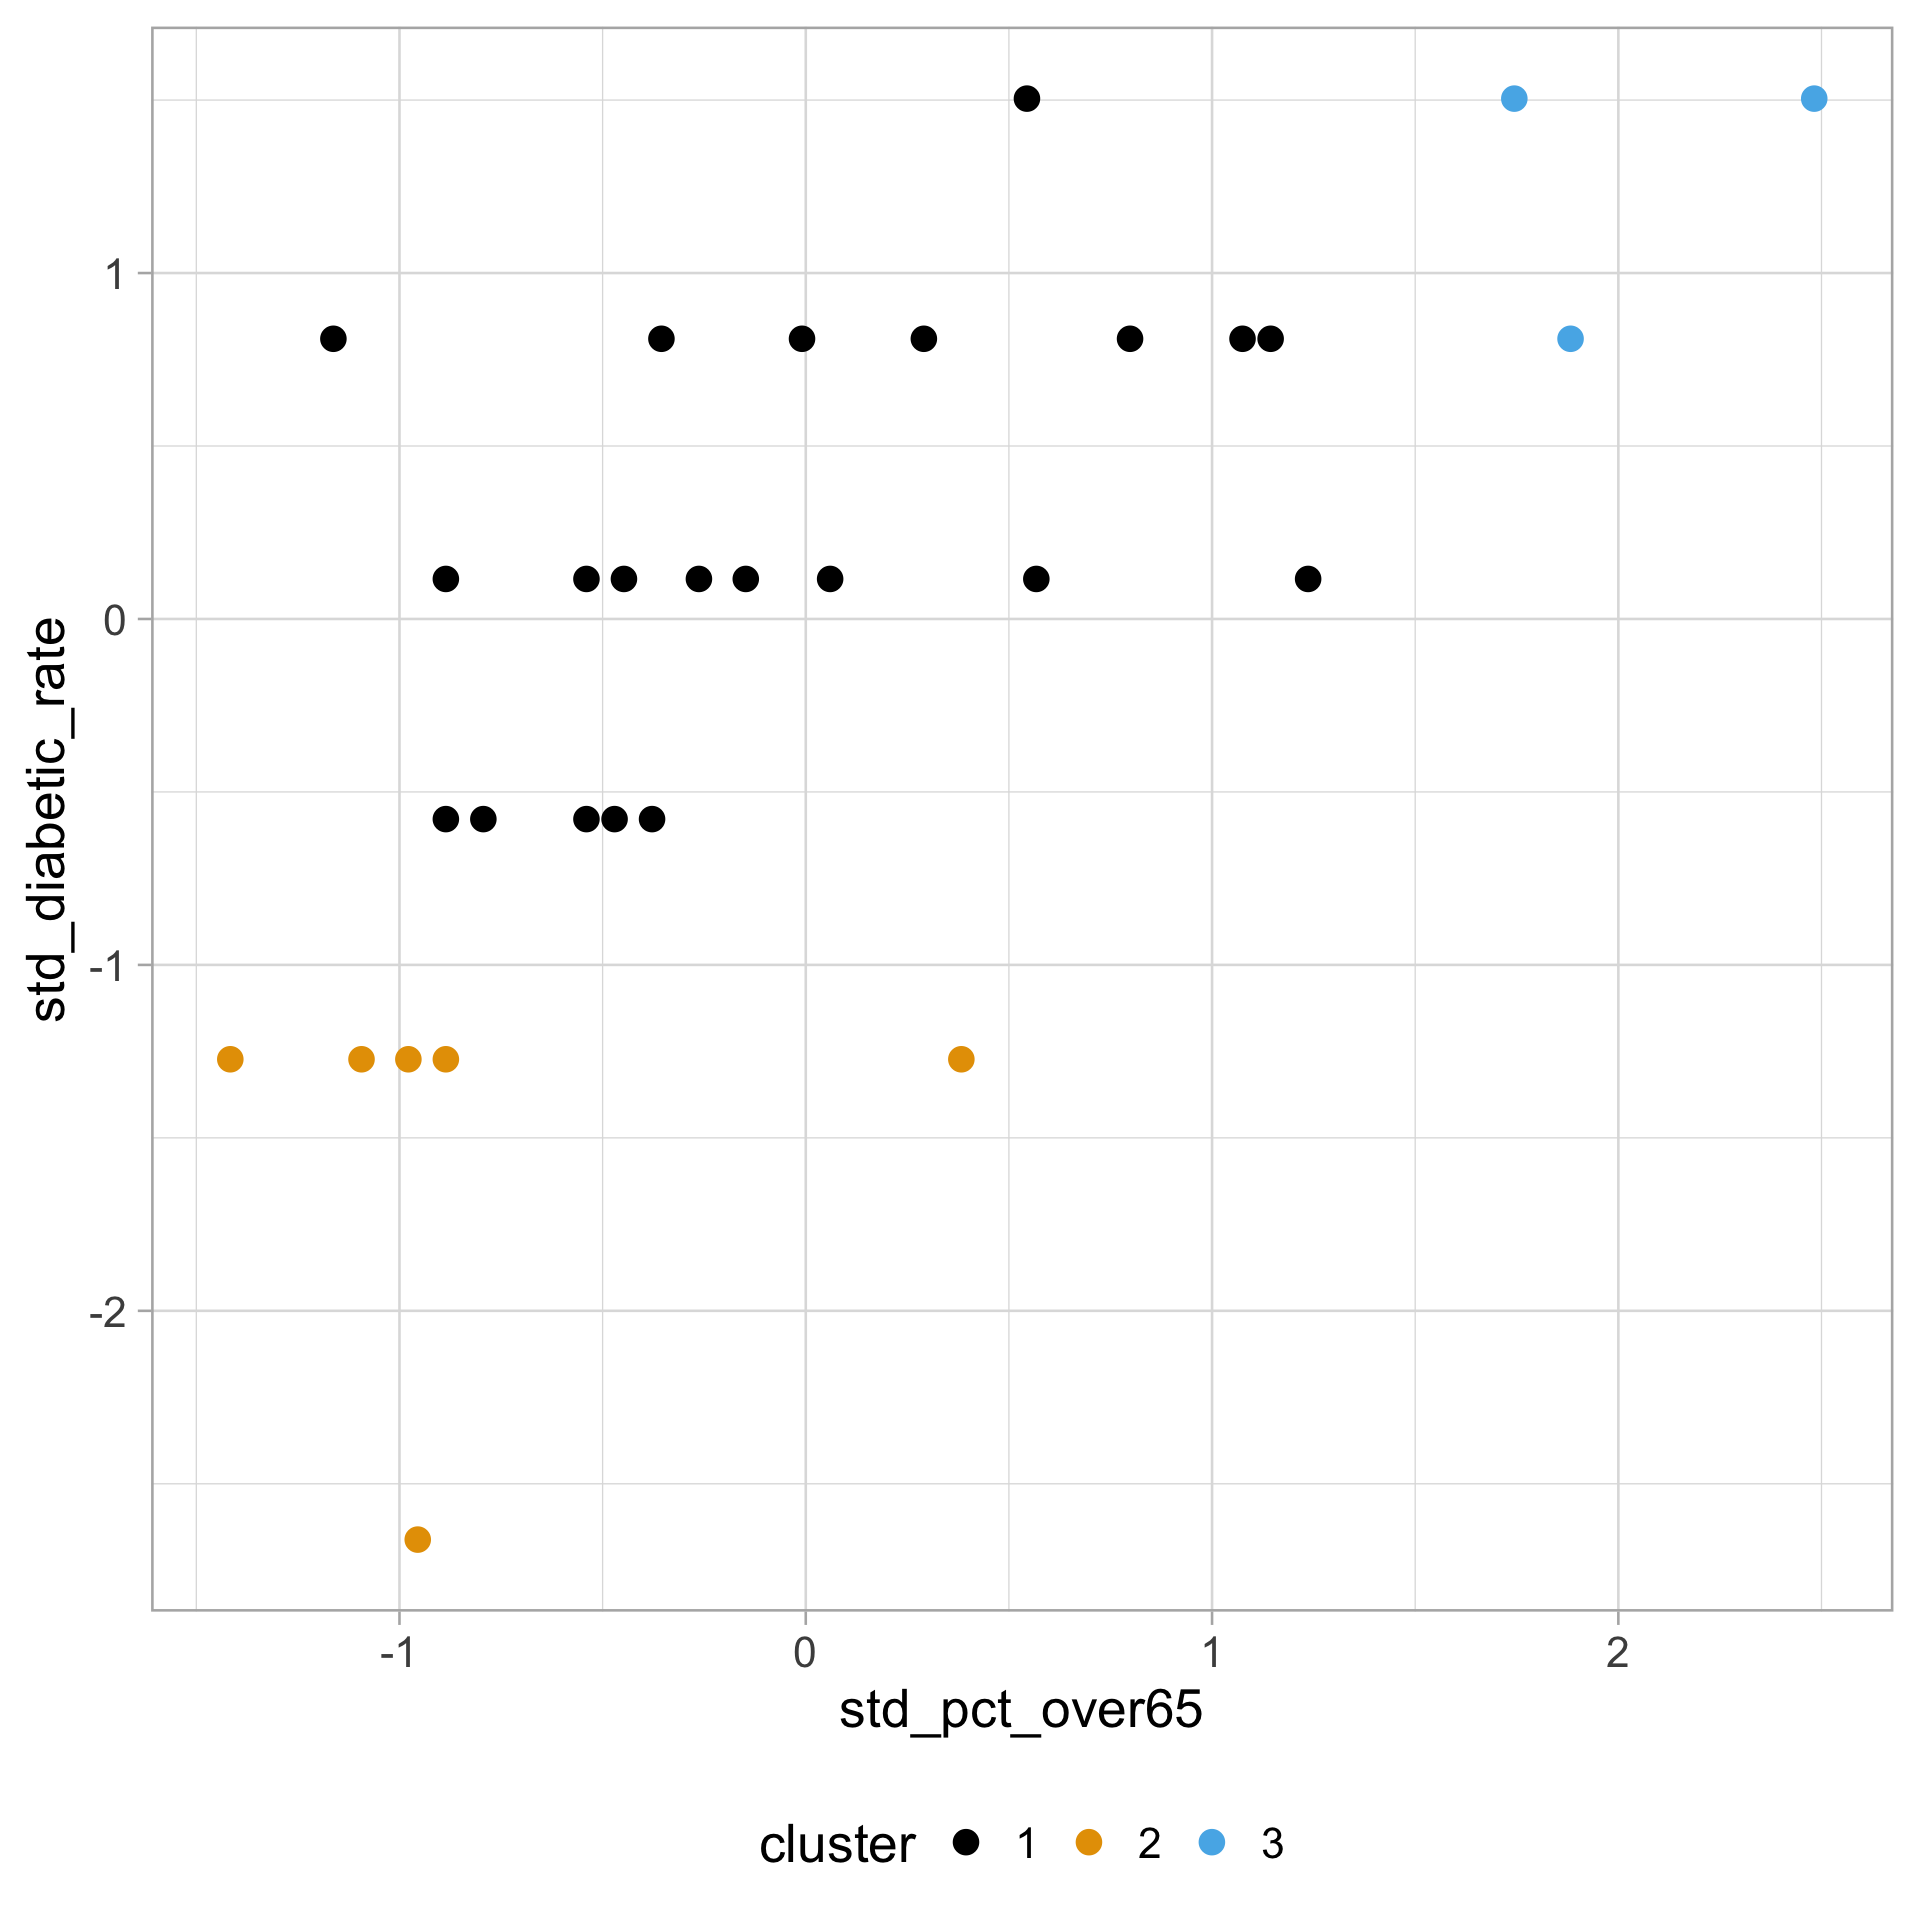 1
0
-1
-2
std_diabetic_rate
-1 0 1 2
std_pct_over65
cluster 1 2 3